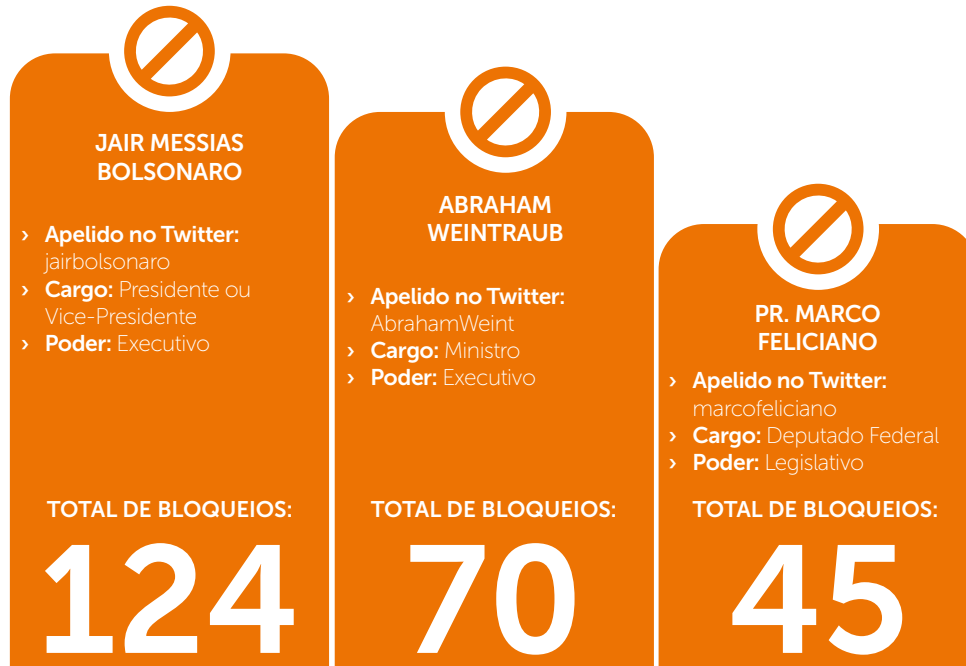 JAIR MESSIAS
BOLSONARO
› Apelido no Twitter:
jairbolsonaro
› Cargo: Presidente ou
Vice-Presidente
› Poder: Executivo
TOTAL DE BLOQUEIOS:
124
ABRAHAM
WEINTRAUB
› Apelido no Twitter:
AbrahamWeint
› Cargo: Ministro
› Poder: Executivo
TOTAL DE BLOQUEIOS:
70
PR. MARCO
FELICIANO
› Apelido no Twitter:
marcofeliciano
› Cargo: Deputado Federal
› Poder: Legislativo
TOTAL DE BLOQUEIOS:
45